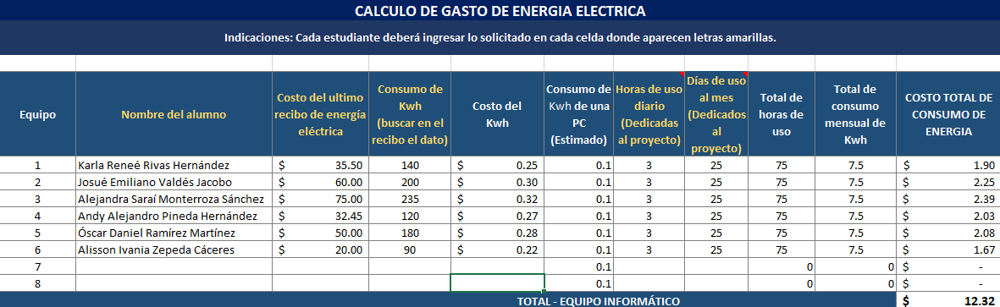 CALCULO DE GASTO DE ENERGIA ELECTRICA
Indicaciones: Cada estudiante deberá ingresar lo solicitado en cada celda donde aparecen letras amarillas.
Equipo
Nombre del alumno
Costo del ultimo
recibo de energía
eléctrica
Consumo de
Kwh
(buscar en el
recibo el dato)
Costo del
Kwh
Consumo de
Kwh de una
PC
(Estimado)
Horas de uso
diario
(Dedicadas
al proyecto)
Días de uso
al mes
(Dedicados
al
proyecto)
Total de
horas de
uso
Total de
consumo
mensual de
Kwh
COSTO TOTAL DE
CONSUMO DE
ENERGIA
1 Karla Reneé Rivas Hernández $ 35.50 140 $ 0.25 0.1 3 25 75 7.5 $ 1.90
2 Josué Emiliano Valdés Jacobo $ 60.00 200 $ 0.30 0.1 3 25 75 7.5 $ 2.25
3 Alejandra Saraí Monterroza Sánchez $ 75.00 235 $ 0.32 0.1 3 25 75 7.5 $ 2.39
4 Andy Alejandro Pineda Hernández $ 32.45 120 $ 0.27 0.1 3 25 75 7.5 $ 2.03
5 Óscar Daniel Ramírez Martínez $ 50.00 180 $ 0.28 0.1 3 25 75 7.5 $ 2.08
6 Alisson Ivania Zepeda Cáceres $ 20.00 90 $ 0.22 0.1 3 25 75 7.5 $ 1.67
7 0.1 0 0 $ -
8 0.1 0 0 $ -
TOTAL - EQUIPO INFORMÁTICO $ 12.32